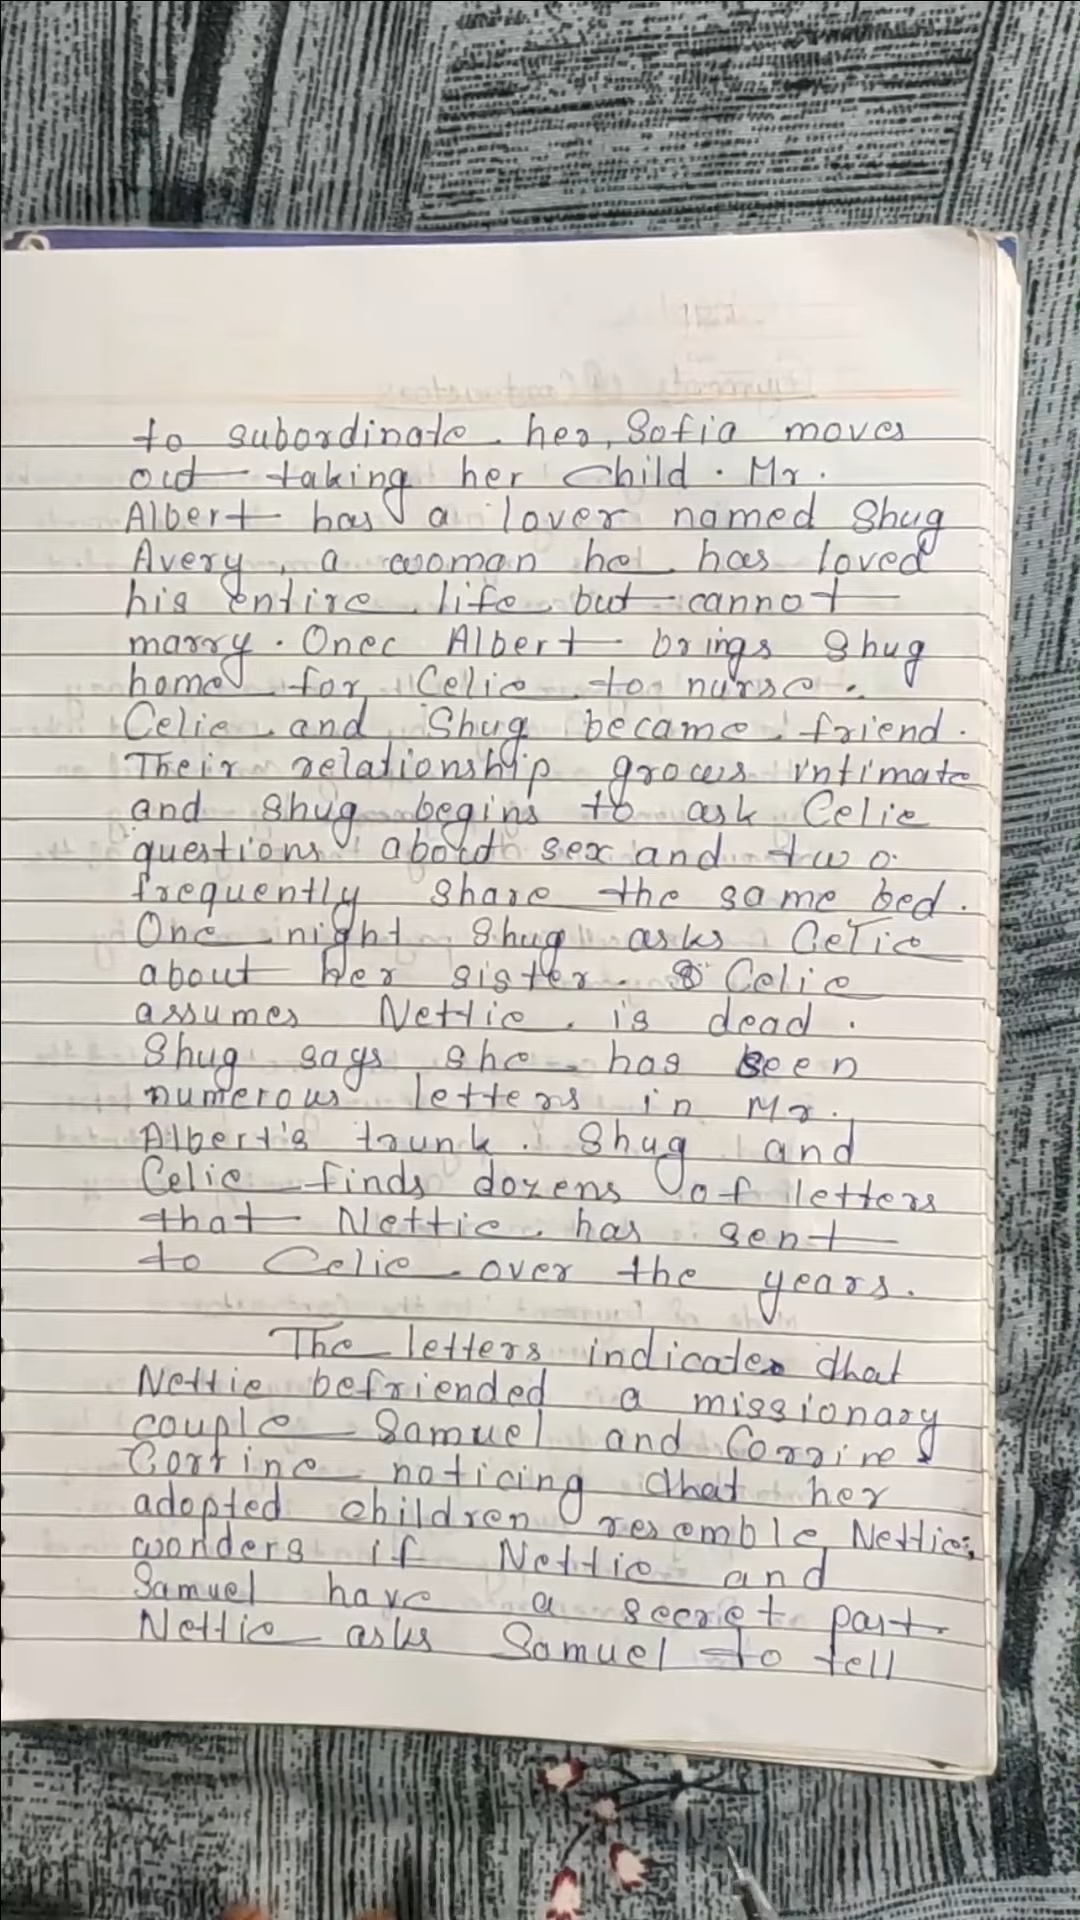 to subordinate her, Sofia moves
out taking her child. Mr.
Albert has a lover named Shug
Avery, a woman he has loved
his entire life but cannot
marry. Onec Albert brings Shug
home for Celie to nurse.
Celie and Shug became friend.
Their relationship grows intimate
and Shug begins to ask Celie
questions about sex and two
frequently share the same bed.
One night Shug asks Celie
about her sister. Celie
assumes Nettie is dead.
Shug says she has seen
numerous letters in Mr.
Albert's trunk. Shug and
Celie finds dozens of letters
that Nettie has sent
to Celie over the years.
The letters indicates that
Nettie befriended a missionary
couple Samuel and Corrine
Corrine noticing that her
adopted children resemble Nettie,
wonders if Nettie and
Samuel have a secret past.
Nettie asks Samuel to tell